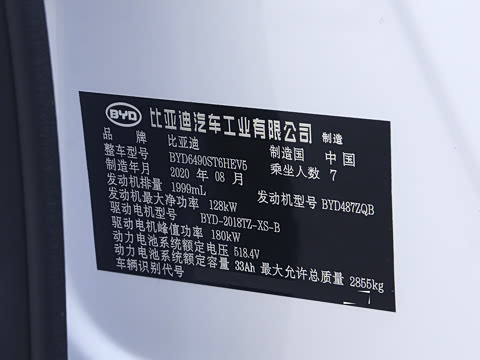 BYD 比亚迪汽车工业有限公司 制造
品牌 比亚迪 制造国 中国
整车型号 BYD6490ST6HEV5 乘坐人数 7
制造年月 2020 年 08 月
发动机排量 1999mL 发动机型号 BYD487ZQB
发动机最大净功率 128kW
驱动电机型号 BYD-2018TZ-XS-B
驱动电机峰值功率 180kW
动力电池系统额定电压 518.4V
动力电池系统额定容量 33Ah 最大允许总质量 2855kg
车辆识别代号